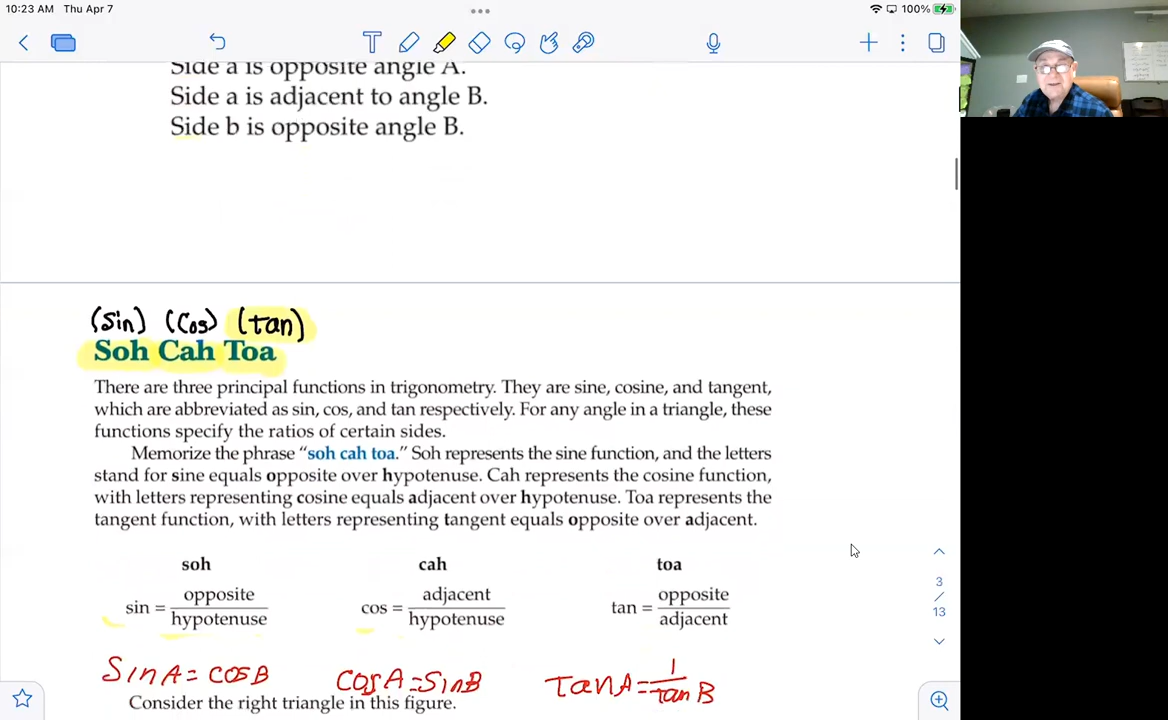 10:23 AM Thu Apr 7
100%
Side a is opposite angle A.
Side a is adjacent to angle B.
Side b is opposite angle B.
(sin) (cos) (tan)
Soh Cah Toa
There are three principal functions in trigonometry. They are sine, cosine, and tangent,
which are abbreviated as sin, cos, and tan respectively. For any angle in a triangle, these
functions specify the ratios of certain sides.
Memorize the phrase “soh cah toa.” Soh represents the sine function, and the letters
stand for sine equals opposite over hypotenuse. Cah represents the cosine function,
with letters representing cosine equals adjacent over hypotenuse. Toa represents the
tangent function, with letters representing tangent equals opposite over adjacent.
soh cah toa
sin = opposite/hypotenuse cos = adjacent/hypotenuse tan = opposite/adjacent
sinA = cosB cosA = sinB tanA = 1/tanB
Consider the right triangle in this figure.
3
/
13